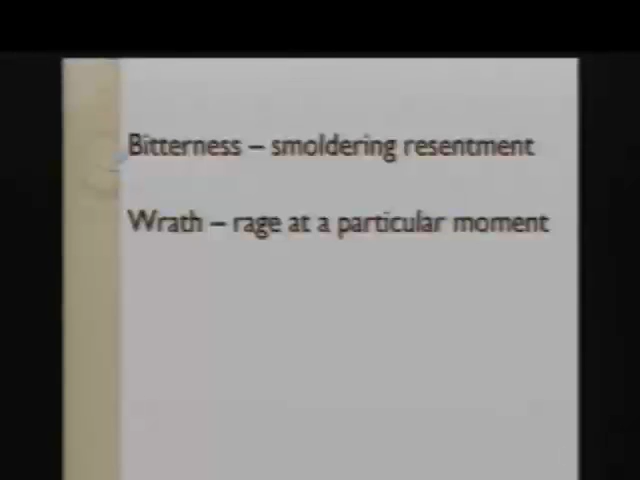 Bitterness – smoldering resentment
Wrath – rage at a particular moment